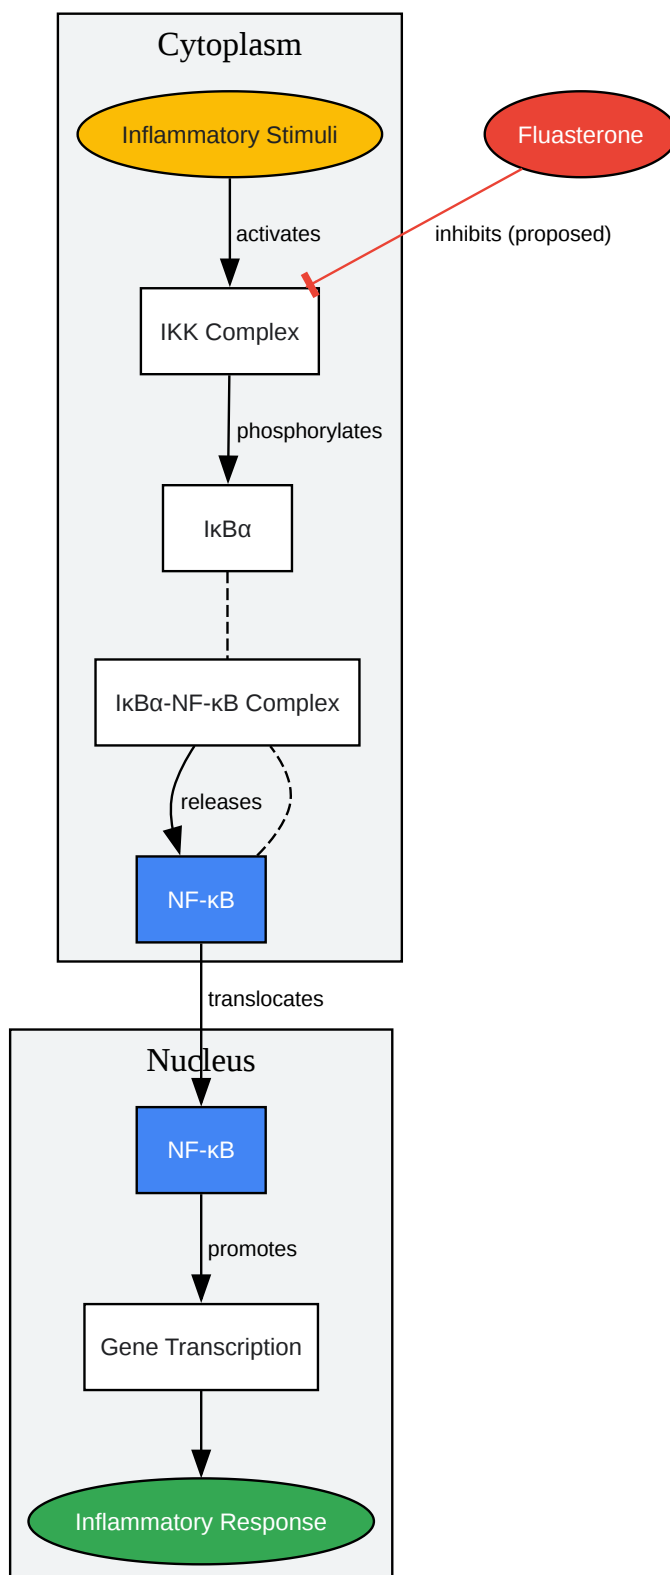 Cytoplasm
Inflammatory Stimuli
Fluasterone
activates
inhibits (proposed)
IKK Complex
phosphorylates
IκBα
IκBα-NF-κB Complex
releases
NF-κB
translocates
Nucleus
NF-κB
promotes
Gene Transcription
Inflammatory Response